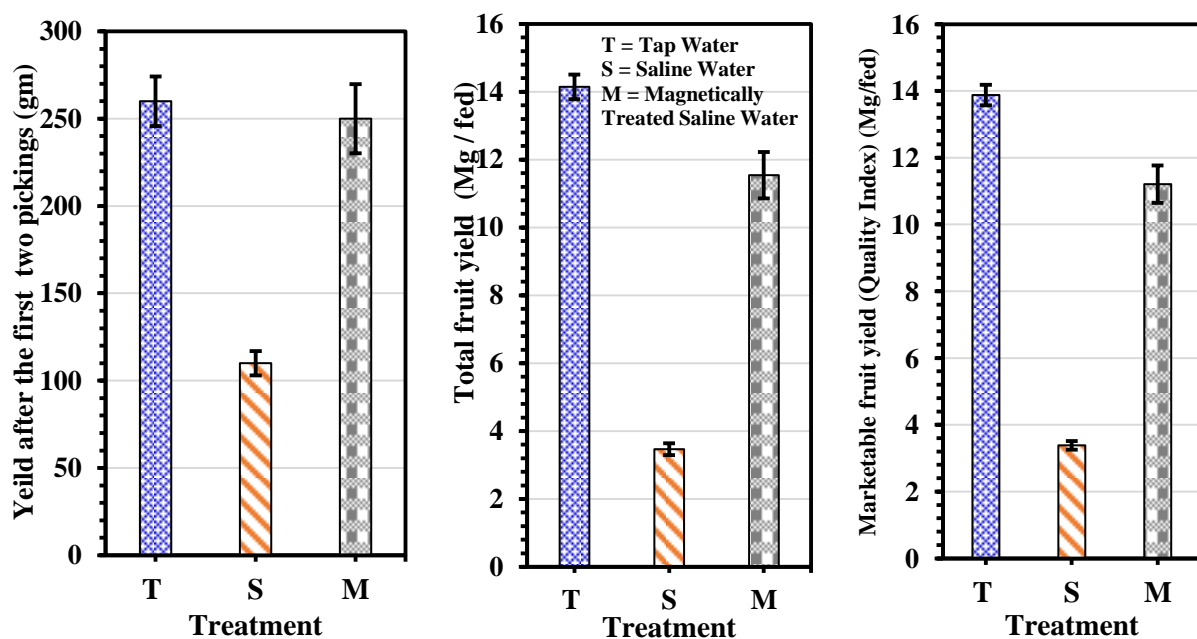 Yeild after the first two pickings (gm)
300
250
200
150
100
50
0
T S M
Treatment
Total fruit yield (Mg / fed)
16
14
12
10
8
6
4
2
0
T = Tap Water
S = Saline Water
M = Magnetically
Treated Saline Water
T S M
Treatment
Marketable fruit yield (Quality Index) (Mg/fed)
16
14
12
10
8
6
4
2
0
T S M
Treatment